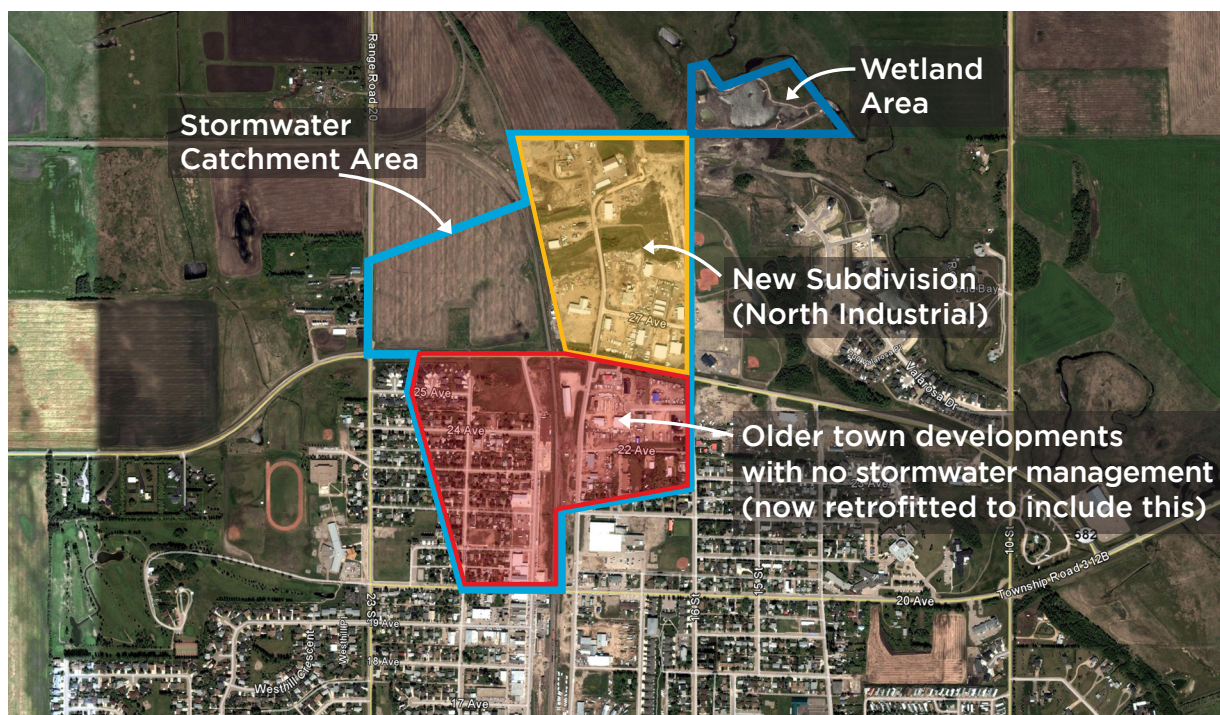 Range Road 20
Wetland
Area
Stormwater
Catchment Area
New Subdivision
(North Industrial)
27 Ave
Valarosa Dr
25 Ave
24 Ave
22 Ave
Older town developments
with no stormwater management
(now retrofitted to include this)
682
Township Road 312B
10 St
15 St
16 St
20 Ave
23 St
19 Ave
18 Ave
Westhill Crescent
17 Ave